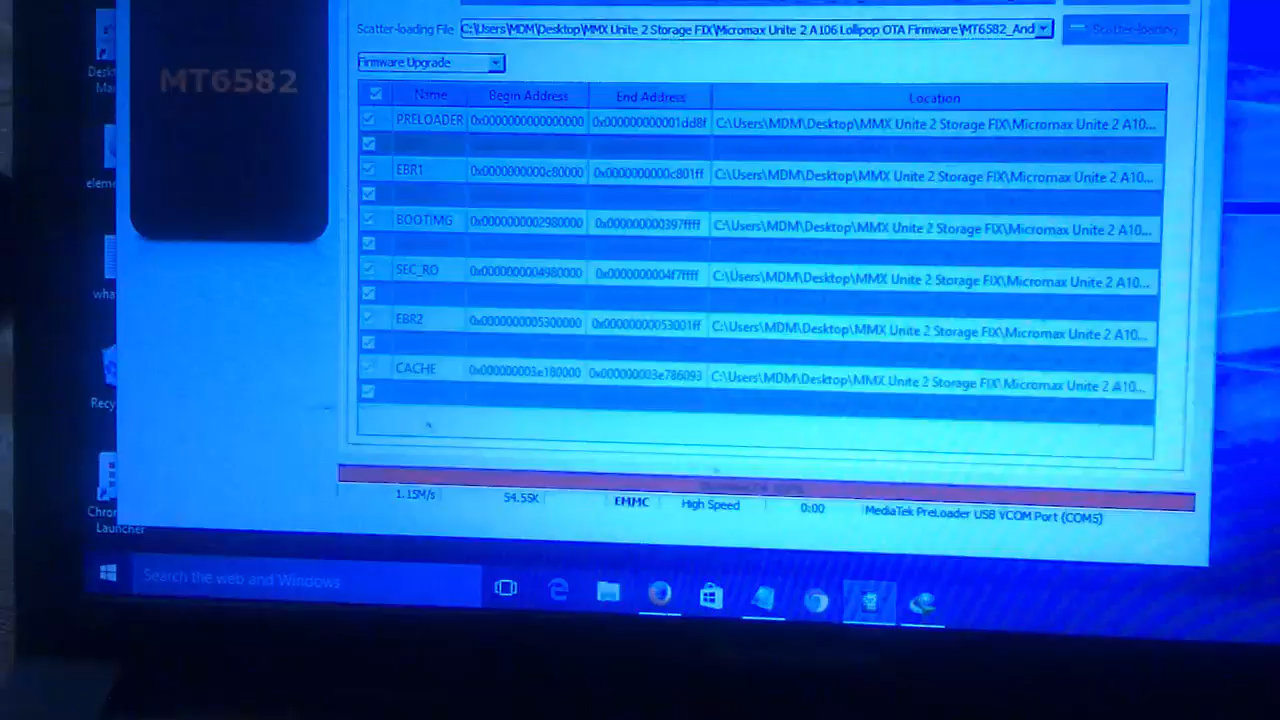 Scatter-loading File C:\Users\MDM\Desktop\MMX Unite 2 Storage FIX\Micromax Unite 2 A106 Lollipop OTA Firmware\MT6582_And Scatter-loading
Firmware Upgrade
MT6582
Name Begin Address End Address Location
PRELOADER 0x0000000000000000 0x000000000001dd8f C:\Users\MDM\Desktop\MMX Unite 2 Storage FIX\Micromax Unite 2 A10...
EBR1 0x0000000000c80000 0x0000000000c801ff C:\Users\MDM\Desktop\MMX Unite 2 Storage FIX\Micromax Unite 2 A10...
BOOTIMG 0x0000000002980000 0x000000000397ffff C:\Users\MDM\Desktop\MMX Unite 2 Storage FIX\Micromax Unite 2 A10...
SEC_RO 0x0000000004980000 0x0000000004f7ffff C:\Users\MDM\Desktop\MMX Unite 2 Storage FIX\Micromax Unite 2 A10...
EBR2 0x0000000005300000 0x00000000053001ff C:\Users\MDM\Desktop\MMX Unite 2 Storage FIX\Micromax Unite 2 A10...
CACHE 0x000000003e180000 0x000000003e786093 C:\Users\MDM\Desktop\MMX Unite 2 Storage FIX\Micromax Unite 2 A10...
1.15M/s 54.55K EMMC High Speed 0:00 MediaTek PreLoader USB VCOM Port (COM5)
Desk
Ma
eleme
wha
Recy
Chro
Launcher
Search the web and Windows